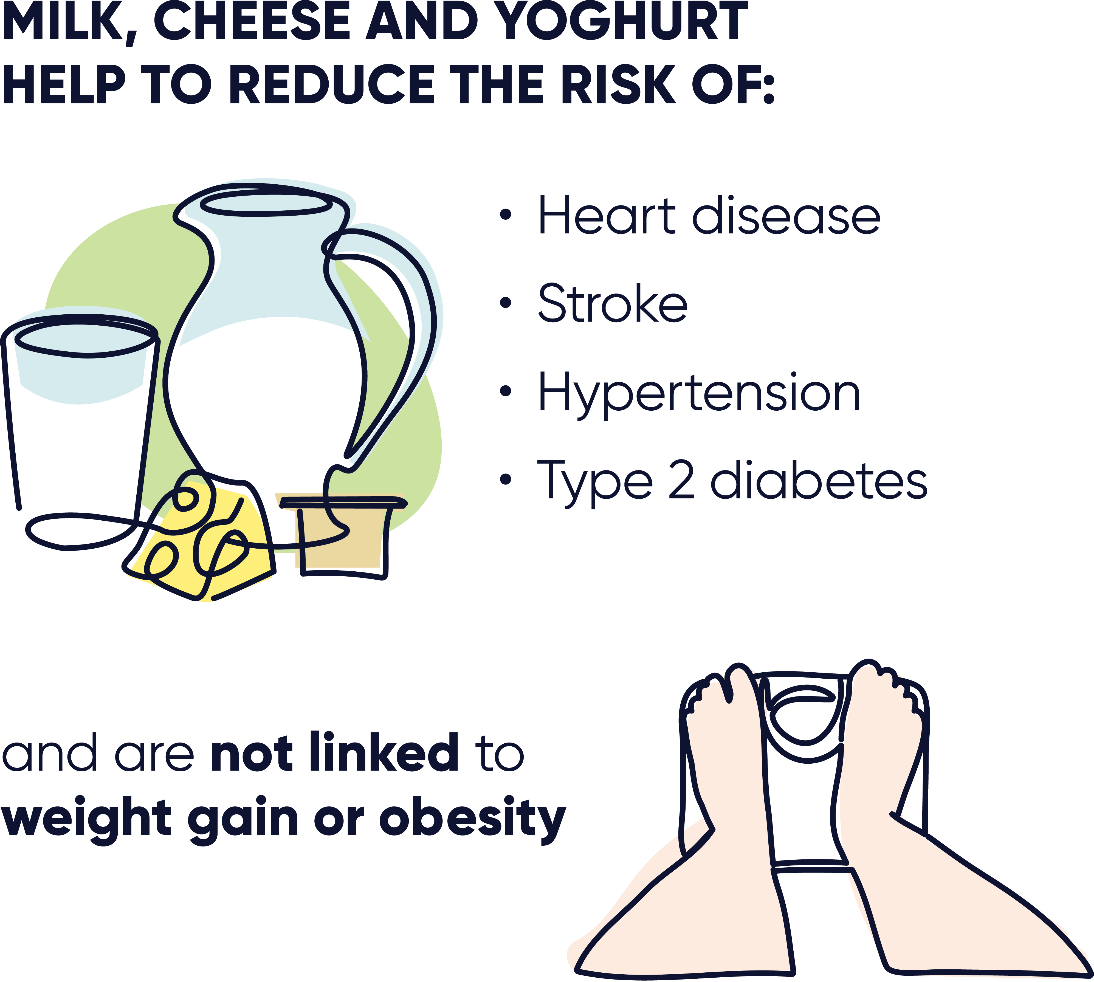 MILK, CHEESE AND YOGHURT
HELP TO REDUCE THE RISK OF:
• Heart disease
• Stroke
• Hypertension
• Type 2 diabetes
and are not linked to
weight gain or obesity